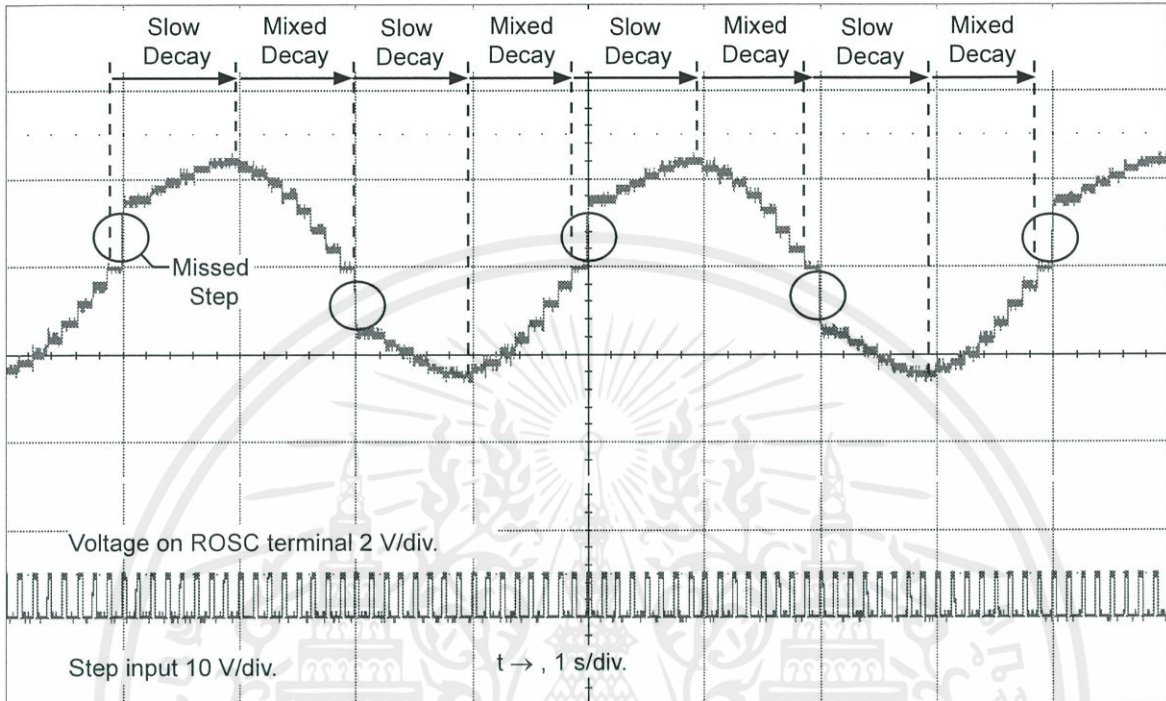 Slow Mixed Slow Mixed Slow Mixed Slow Mixed
Decay Decay Decay Decay Decay Decay Decay Decay
Missed
Step
Voltage on ROSC terminal 2 V/div.
Step input 10 V/div.
t → , 1 s/div.